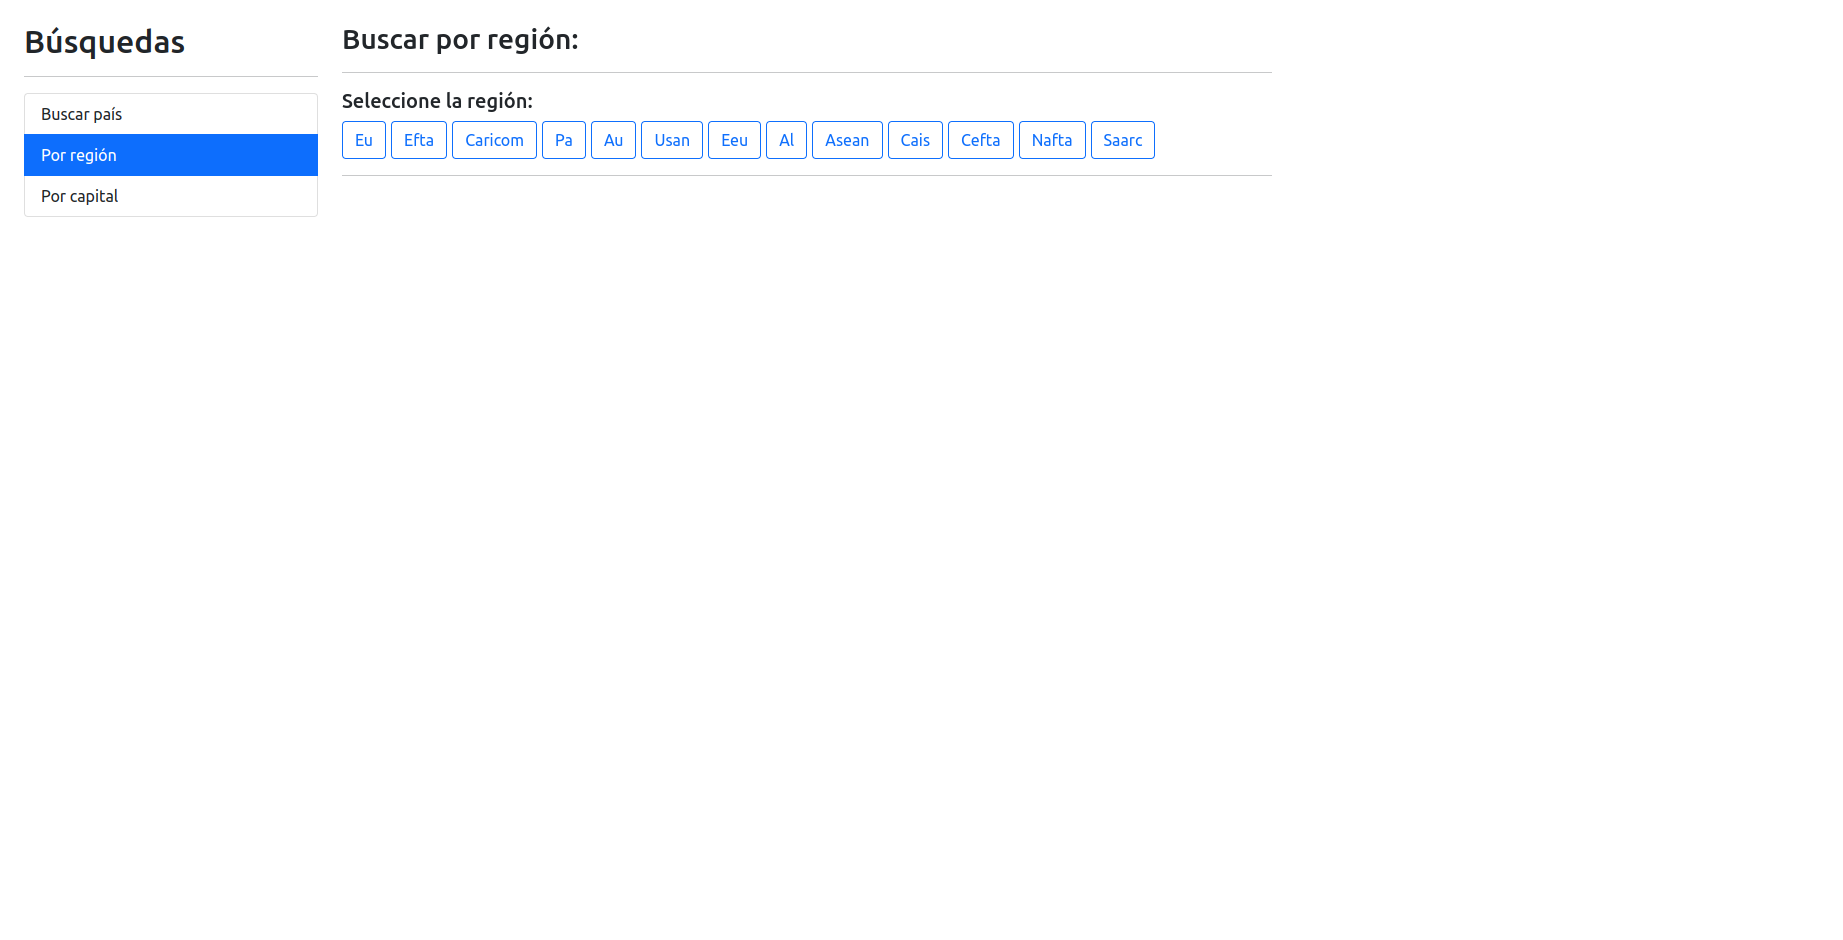 Búsquedas
Buscar país
Por región
Por capital
Buscar por región:
Seleccione la región:
Eu Efta Caricom Pa Au Usan Eeu Al Asean Cais Cefta Nafta Saarc